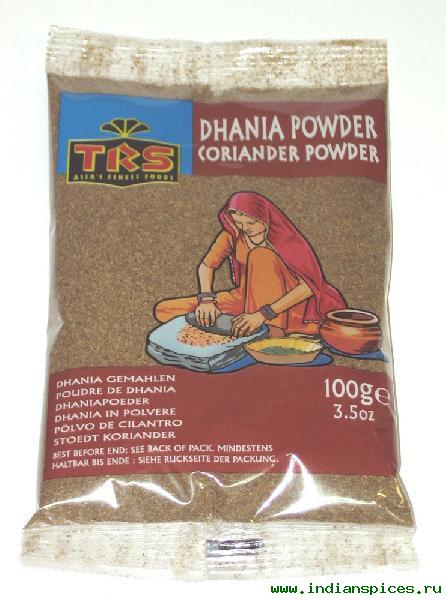 TRS
ASIA'S FINEST FOODS
DHANIA POWDER
CORIANDER POWDER
DHANIA GEMAHLEN
POUDRE DE DHANIA
DHANIAPOEDER
DHANIA IN POLVERE
PÓLVO DE CILANTRO
STOEDT KORIANDER
BEST BEFORE END: SEE BACK OF PACK. MINDESTENS
HALTBAR BIS ENDE : SIEHE RUCKSEITE DER PACKUNG.
100g e
3.5oz
www.indianspices.ru